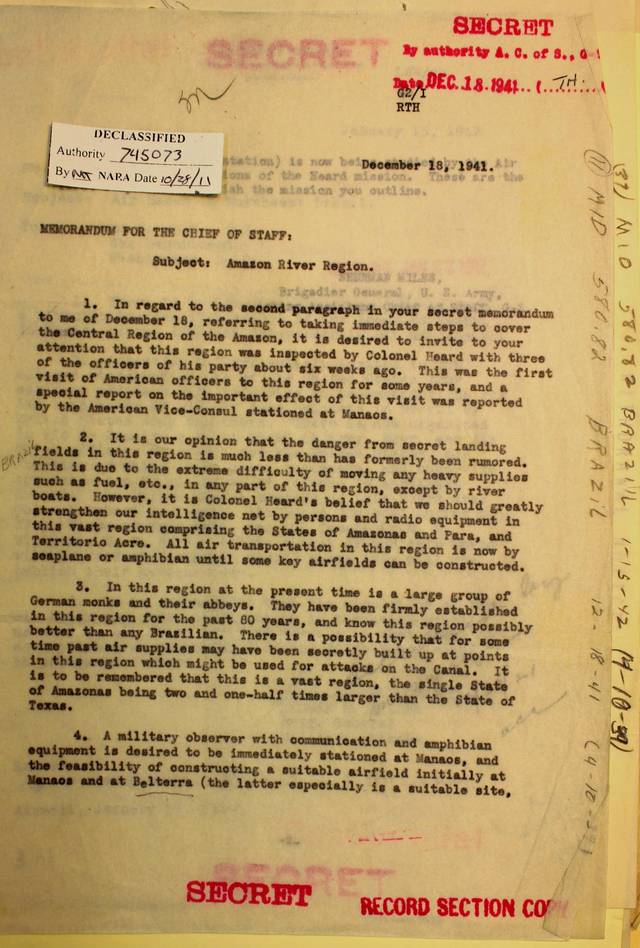 SECRET
SECRET
By authority A. C. of S., G-
Date DEC. 18. 1941
G2/I
RTH
DECLASSIFIED
Authority 745073
By NARA Date 10/28/11
December 18, 1941.
MEMORANDUM FOR THE CHIEF OF STAFF:
Subject: Amazon River Region.
1. In regard to the second paragraph in your secret memorandum
to me of December 18, referring to taking immediate steps to cover
the Central Region of the Amazon, it is desired to invite to your
attention that this region was inspected by Colonel Heard with three
of the officers of his party about six weeks ago. This was the first
visit of American officers to this region for some years, and a
special report on the important effect of this visit was reported
by the American Vice-Consul stationed at Manaos.
BRAZIL
2. It is our opinion that the danger from secret landing
fields in this region is much less than has formerly been rumored.
This is due to the extreme difficulty of moving any heavy supplies
such as fuel, etc., in any part of this region, except by river
boats. However, it is Colonel Heard's belief that we should greatly
strengthen our intelligence net by persons and radio equipment in
this vast region comprising the States of Amazonas and Para, and
Territorio Acre. All air transportation in this region is now by
seaplane or amphibian until some key airfields can be constructed.
3. In this region at the present time is a large group of
German monks and their abbeys. They have been firmly established
in this region for the past 80 years, and know this region possibly
better than any Brazilian. There is a possibility that for some
time past air supplies may have been secretly built up at points
in this region which might be used for attacks on the Canal. It
is to be remembered that this is a vast region, the single State
of Amazonas being two and one-half times larger than the State of
Texas.
4. A military observer with communication and amphibian
equipment is desired to be immediately stationed at Manaos, and
the feasibility of constructing a suitable airfield initially at
Manaos and at Belterra (the latter especially is a suitable site,
SECRET
SECRET
RECORD SECTION COPY
MID 580.82 BRAZIL 12-18-41
MID 580.82 BRAZIL 1-13-42